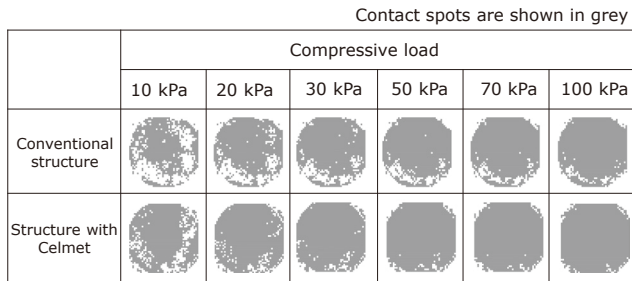 Contact spots are shown in grey
Compressive load
10 kPa 20 kPa 30 kPa 50 kPa 70 kPa 100 kPa
Conventional
structure
Structure with
Celmet